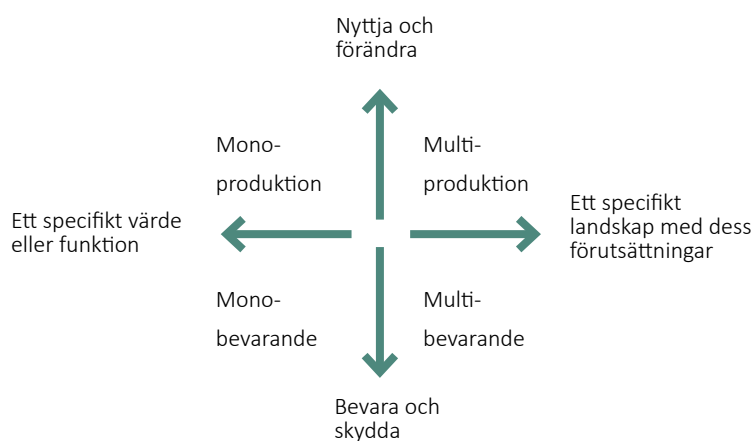 Nyttja och
förändra
Mono-
produktion
Multi-
produktion
Ett specifikt värde
eller funktion
Ett specifikt
landskap med dess
förutsättningar
Mono-
bevarande
Multi-
bevarande
Bevara och
skydda